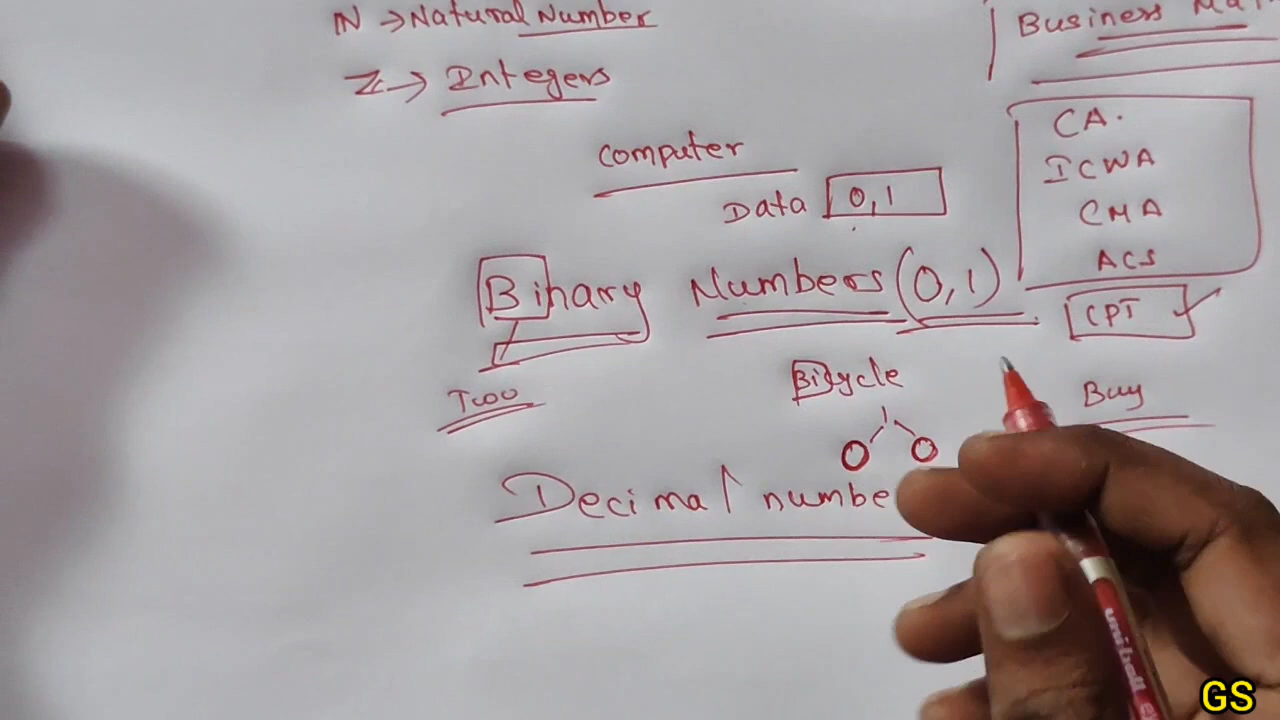 N → Natural Number
Z → Integers
Business
CA.
ICWA
CMA
ACS
CPT ✓
Buy
Computer
Data 0,1
Binary Numbers (0,1)
Two
Bicycle
Decimal numbe
uniball
GS